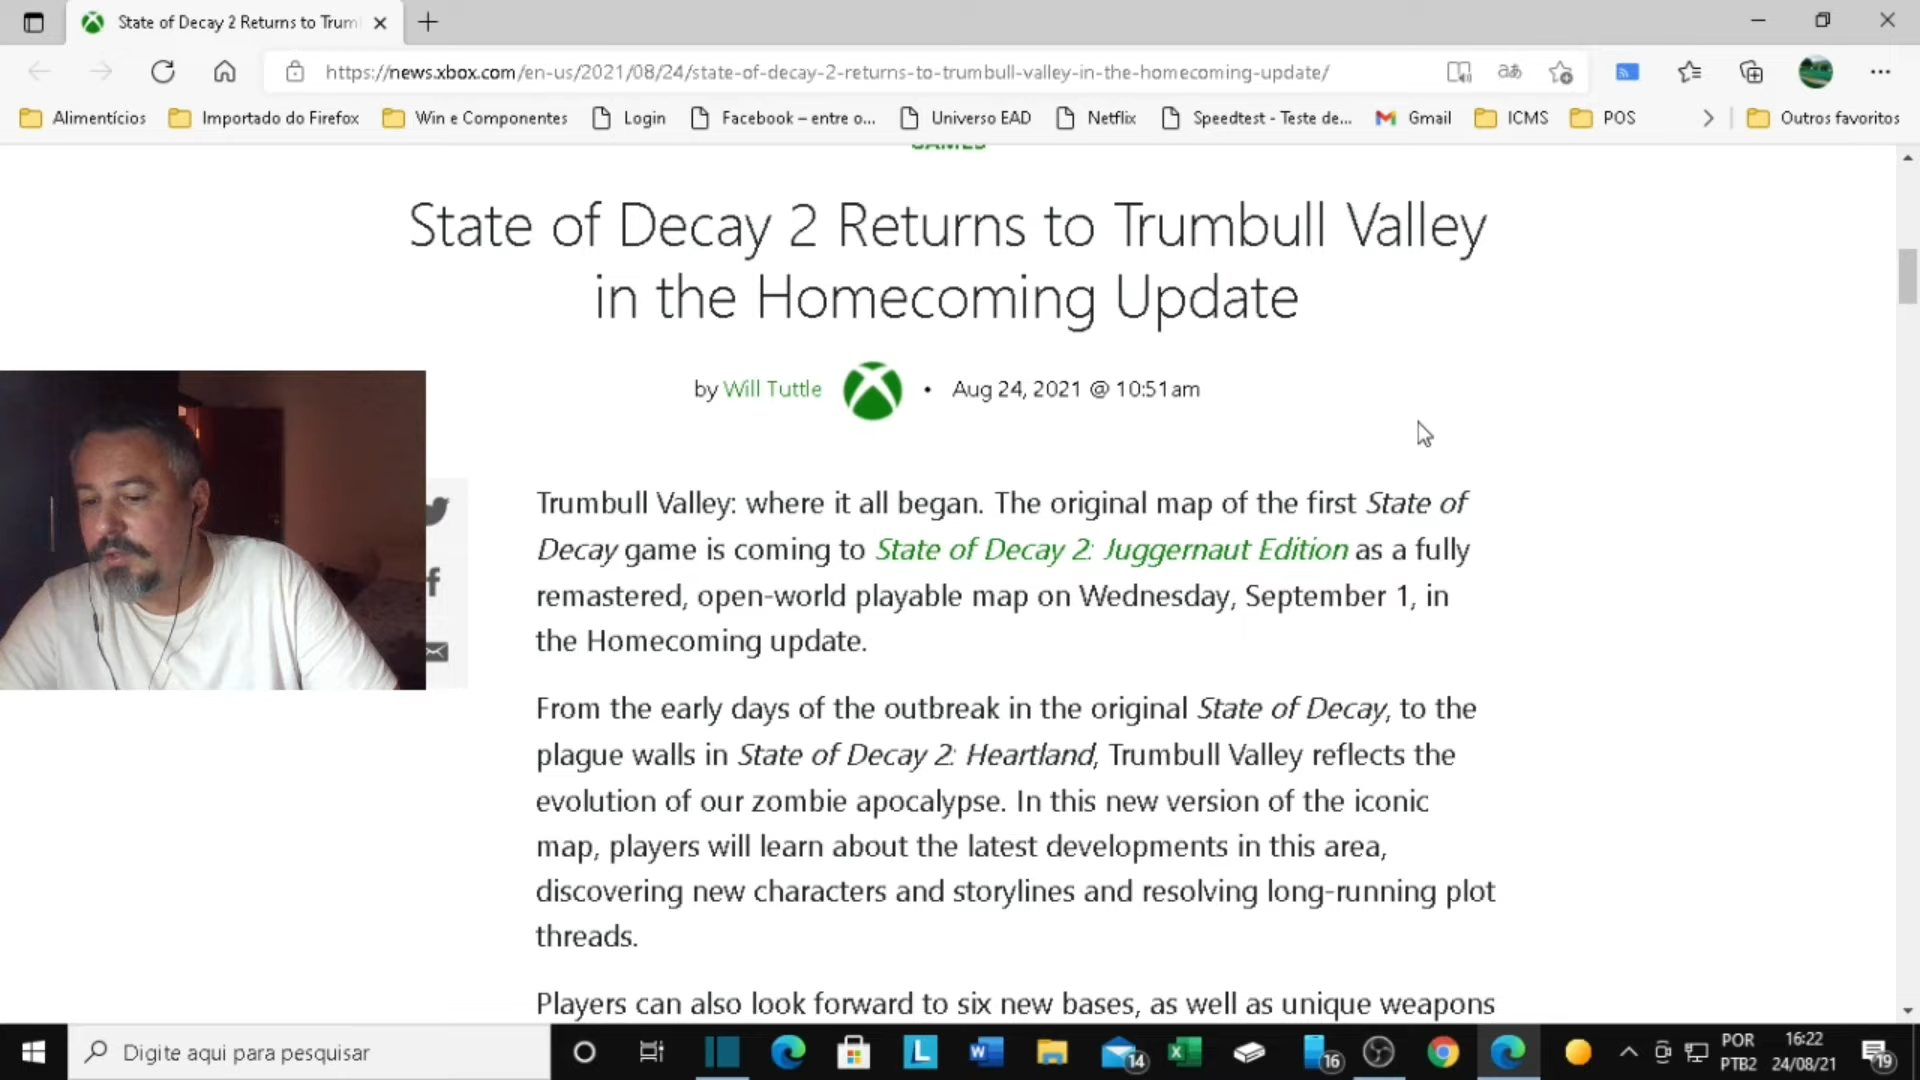 State of Decay 2 Returns to Trum
https://news.xbox.com/en-us/2021/08/24/state-of-decay-2-returns-to-trumbull-valley-in-the-homecoming-update/
Alimentícios Importado do Firefox Win e Componentes Login Facebook – entre o... Universo EAD Netflix Speedtest - Teste de... Gmail ICMS POS Outros favoritos
GAMES
State of Decay 2 Returns to Trumbull Valley
in the Homecoming Update
by Will Tuttle • Aug 24, 2021 @ 10:51am
Trumbull Valley: where it all began. The original map of the first State of
Decay game is coming to State of Decay 2: Juggernaut Edition as a fully
remastered, open-world playable map on Wednesday, September 1, in
the Homecoming update.
From the early days of the outbreak in the original State of Decay, to the
plague walls in State of Decay 2: Heartland, Trumbull Valley reflects the
evolution of our zombie apocalypse. In this new version of the iconic
map, players will learn about the latest developments in this area,
discovering new characters and storylines and resolving long-running plot
threads.
Players can also look forward to six new bases, as well as unique weapons
Digite aqui para pesquisar
14
16
POR
PTB2
16:22
24/08/21
19